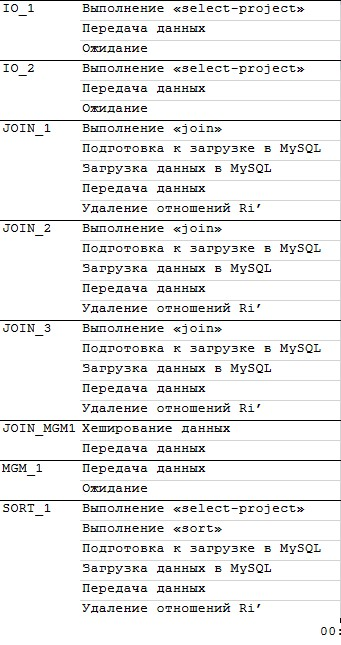 IO_1 Выполнение «select-project»
Передача данных
Ожидание
IO_2 Выполнение «select-project»
Передача данных
Ожидание
JOIN_1 Выполнение «join»
Подготовка к загрузке в MySQL
Загрузка данных в MySQL
Передача данных
Удаление отношений Ri’
JOIN_2 Выполнение «join»
Подготовка к загрузке в MySQL
Загрузка данных в MySQL
Передача данных
Удаление отношений Ri’
JOIN_3 Выполнение «join»
Подготовка к загрузке в MySQL
Загрузка данных в MySQL
Передача данных
Удаление отношений Ri’
JOIN_MGM1 Хеширование данных
Передача данных
MGM_1 Передача данных
Ожидание
SORT_1 Выполнение «select-project»
Выполнение «sort»
Подготовка к загрузке в MySQL
Загрузка данных в MySQL
Передача данных
Удаление отношений Ri’
00: